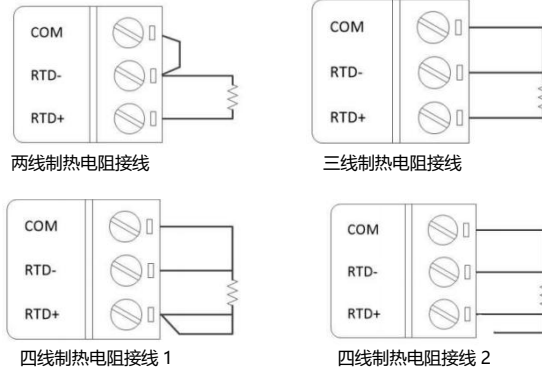 COM
RTD-
RTD+
两线制热电阻接线
COM
RTD-
RTD+
三线制热电阻接线
COM
RTD-
RTD+
四线制热电阻接线 1
COM
RTD-
RTD+
四线制热电阻接线 2